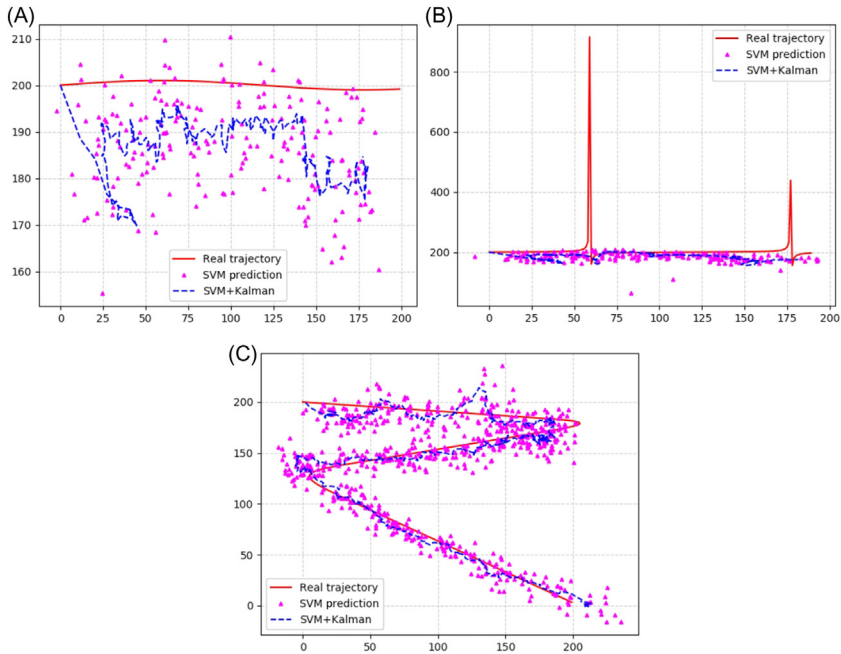 (A)
210
200
190
180
170
160
Real trajectory
SVM prediction
SVM+Kalman
0 25 50 75 100 125 150 175 200
(B)
Real trajectory
SVM prediction
SVM+Kalman
800
600
400
200
0 25 50 75 100 125 150 175 200
(C)
200
150
100
50
0
Real trajectory
SVM prediction
SVM+Kalman
0 50 100 150 200